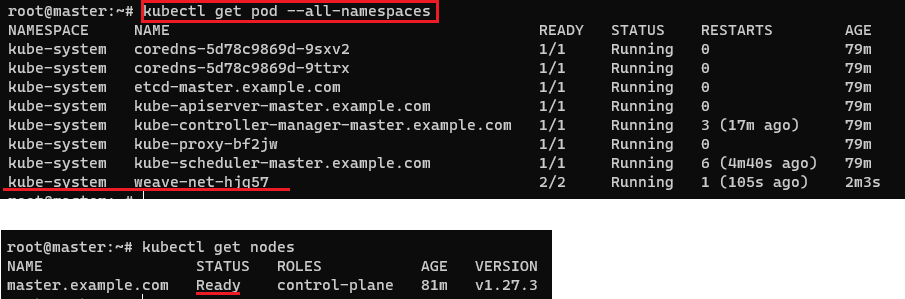 root@master:~# kubectl get pod --all-namespaces
NAMESPACE NAME READY STATUS RESTARTS AGE
kube-system coredns-5d78c9869d-9sxv2 1/1 Running 0 79m
kube-system coredns-5d78c9869d-9ttrx 1/1 Running 0 79m
kube-system etcd-master.example.com 1/1 Running 0 79m
kube-system kube-apiserver-master.example.com 1/1 Running 0 79m
kube-system kube-controller-manager-master.example.com 1/1 Running 3 (17m ago) 79m
kube-system kube-proxy-bf2jw 1/1 Running 0 79m
kube-system kube-scheduler-master.example.com 1/1 Running 6 (4m40s ago) 79m
kube-system weave-net-hjq57 2/2 Running 1 (105s ago) 2m3s
root@master:~# kubectl get nodes
NAME STATUS ROLES AGE VERSION
master.example.com Ready control-plane 81m v1.27.3